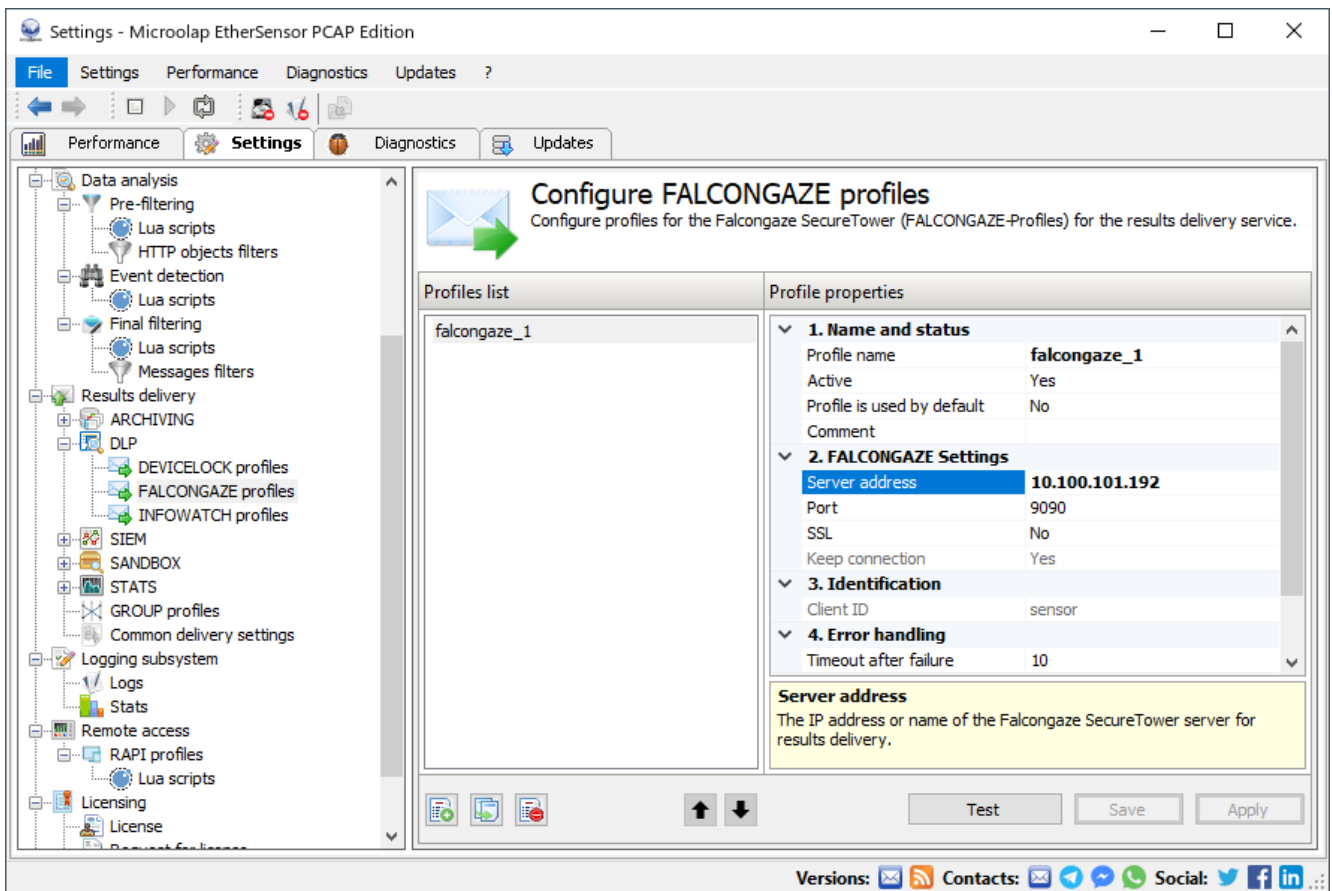 Settings - Microolap EtherSensor PCAP Edition
File Settings Performance Diagnostics Updates ?
Performance Settings Diagnostics Updates
Data analysis
Pre-filtering
Lua scripts
HTTP objects filters
Event detection
Lua scripts
Final filtering
Lua scripts
Messages filters
Results delivery
ARCHIVING
DLP
DEVICELOCK profiles
FALCONGAZE profiles
INFOWATCH profiles
SIEM
SANDBOX
STATS
GROUP profiles
Common delivery settings
Logging subsystem
Logs
Stats
Remote access
RAPI profiles
Lua scripts
Licensing
License
Request for license
Configure FALCONGAZE profiles
Configure profiles for the Falcongaze SecureTower (FALCONGAZE-Profiles) for the results delivery service.
Profiles list
falcongaze_1
Profile properties
1. Name and status
Profile name falcongaze_1
Active Yes
Profile is used by default No
Comment
2. FALCONGAZE Settings
Server address 10.100.101.192
Port 9090
SSL No
Keep connection Yes
3. Identification
Client ID sensor
4. Error handling
Timeout after failure 10
Server address
The IP address or name of the Falcongaze SecureTower server for
results delivery.
Test Save Apply
Versions: Contacts: Social: